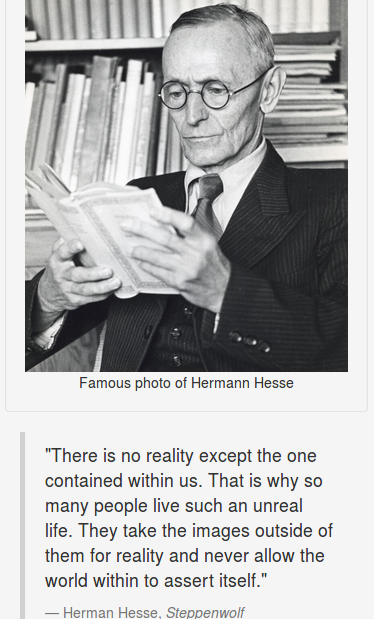 Famous photo of Hermann Hesse
"There is no reality except the one
contained within us. That is why so
many people live such an unreal
life. They take the images outside of
them for reality and never allow the
world within to assert itself."
— Herman Hesse, Steppenwolf